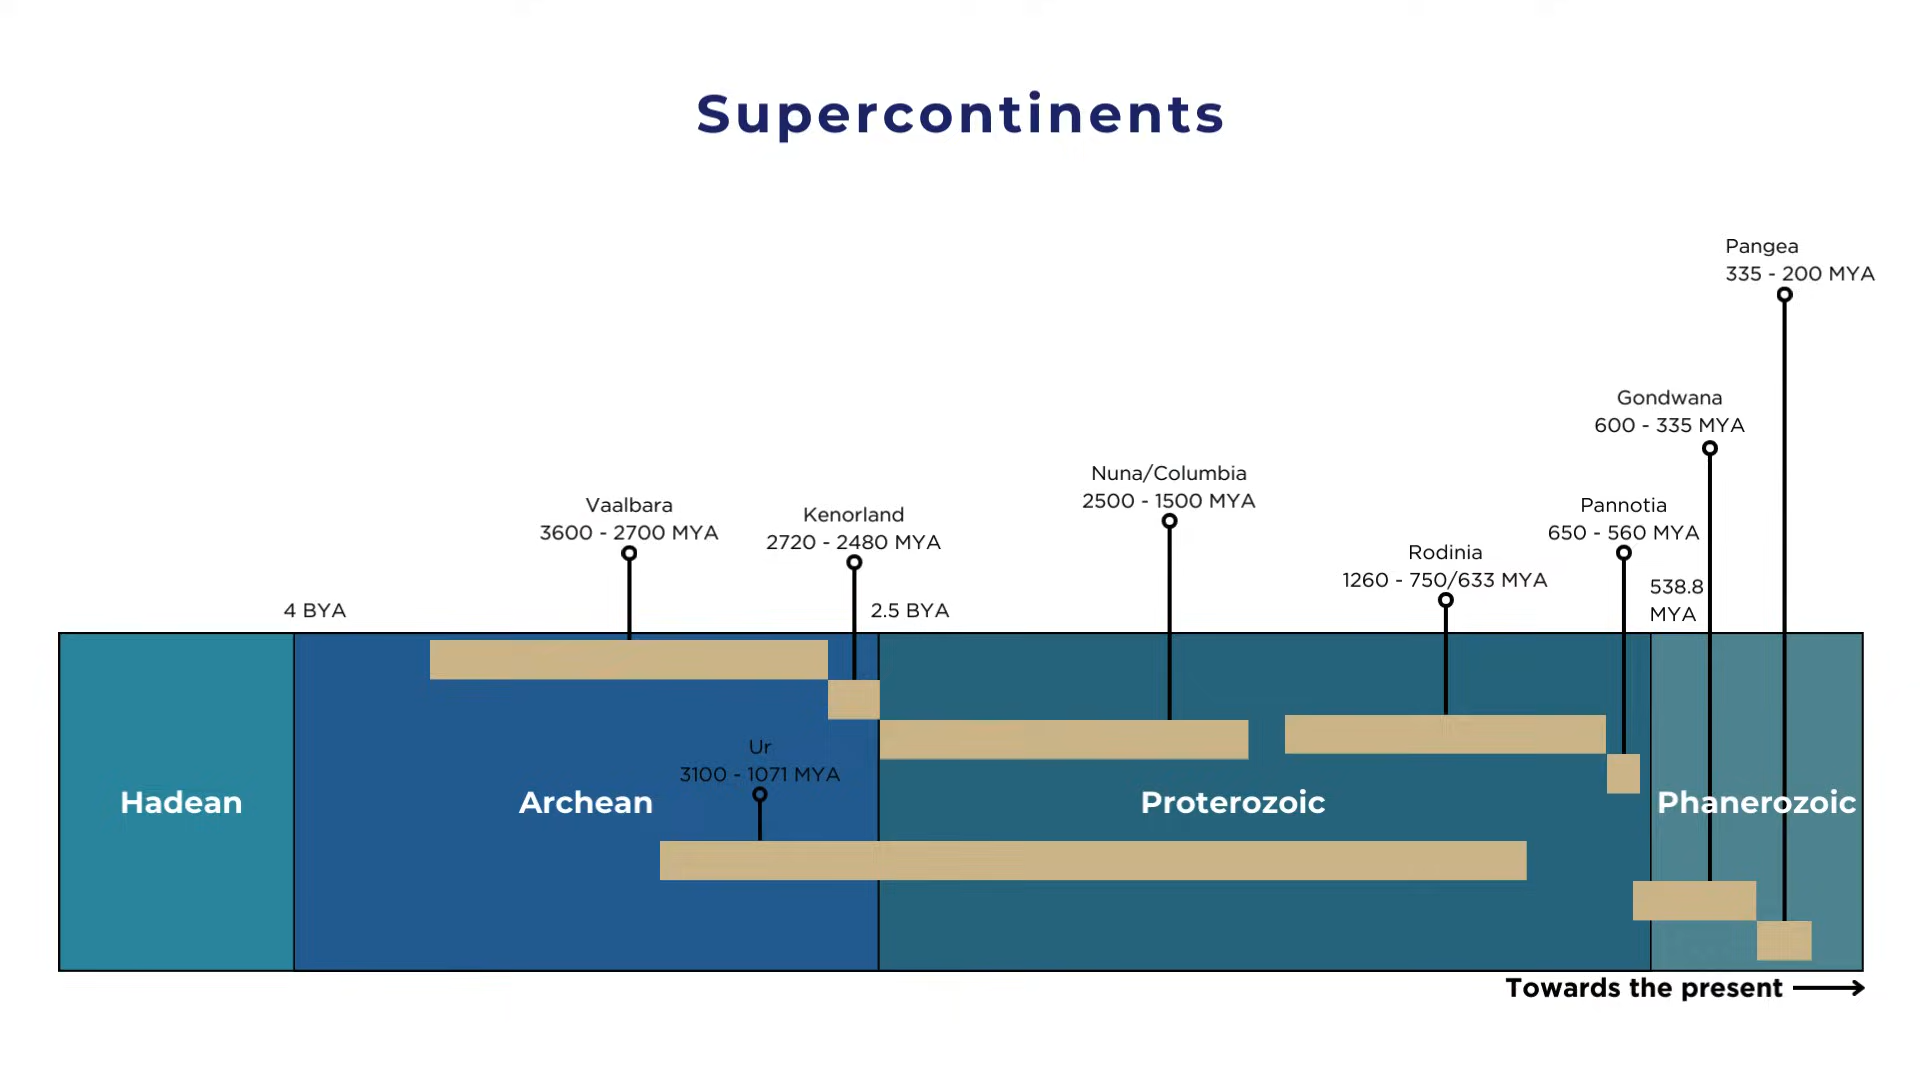 Supercontinents
Pangea
335 - 200 MYA
Gondwana
600 - 335 MYA
Nuna/Columbia
2500 - 1500 MYA
Vaalbara
3600 - 2700 MYA
Kenorland
2720 - 2480 MYA
Pannotia
650 - 560 MYA
Rodinia
1260 - 750/633 MYA
4 BYA
2.5 BYA
538.8
MYA
Ur
3100 - 1071 MYA
Hadean
Archean
Proterozoic
Phanerozoic
Towards the present